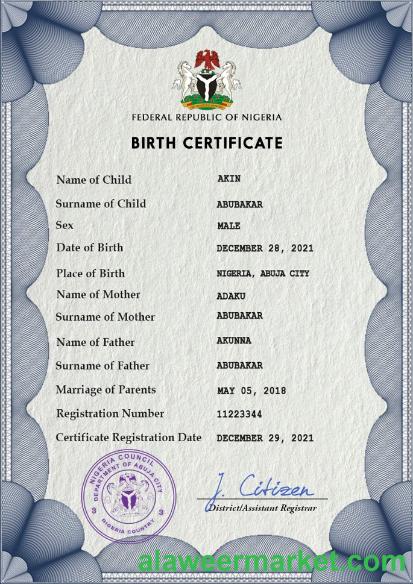 FEDERAL REPUBLIC OF NIGERIA
BIRTH CERTIFICATE
Name of Child AKIN
Surname of Child ABUBAKAR
Sex MALE
Date of Birth DECEMBER 28, 2021
Place of Birth NIGERIA, ABUJA CITY
Name of Mother ADAKU
Surname of Mother ABUBAKAR
Name of Father AKUNNA
Surname of Father ABUBAKAR
Marriage of Parents MAY 05, 2018
Registration Number 11223344
Certificate Registration Date DECEMBER 29, 2021
NIGERIA COUNCIL
DEPARTMENT OF ABUJA CITY
3 3
NIGERIA COUNTRY
J. Citizen
District/Assistant Registrar
alaweermarket.com